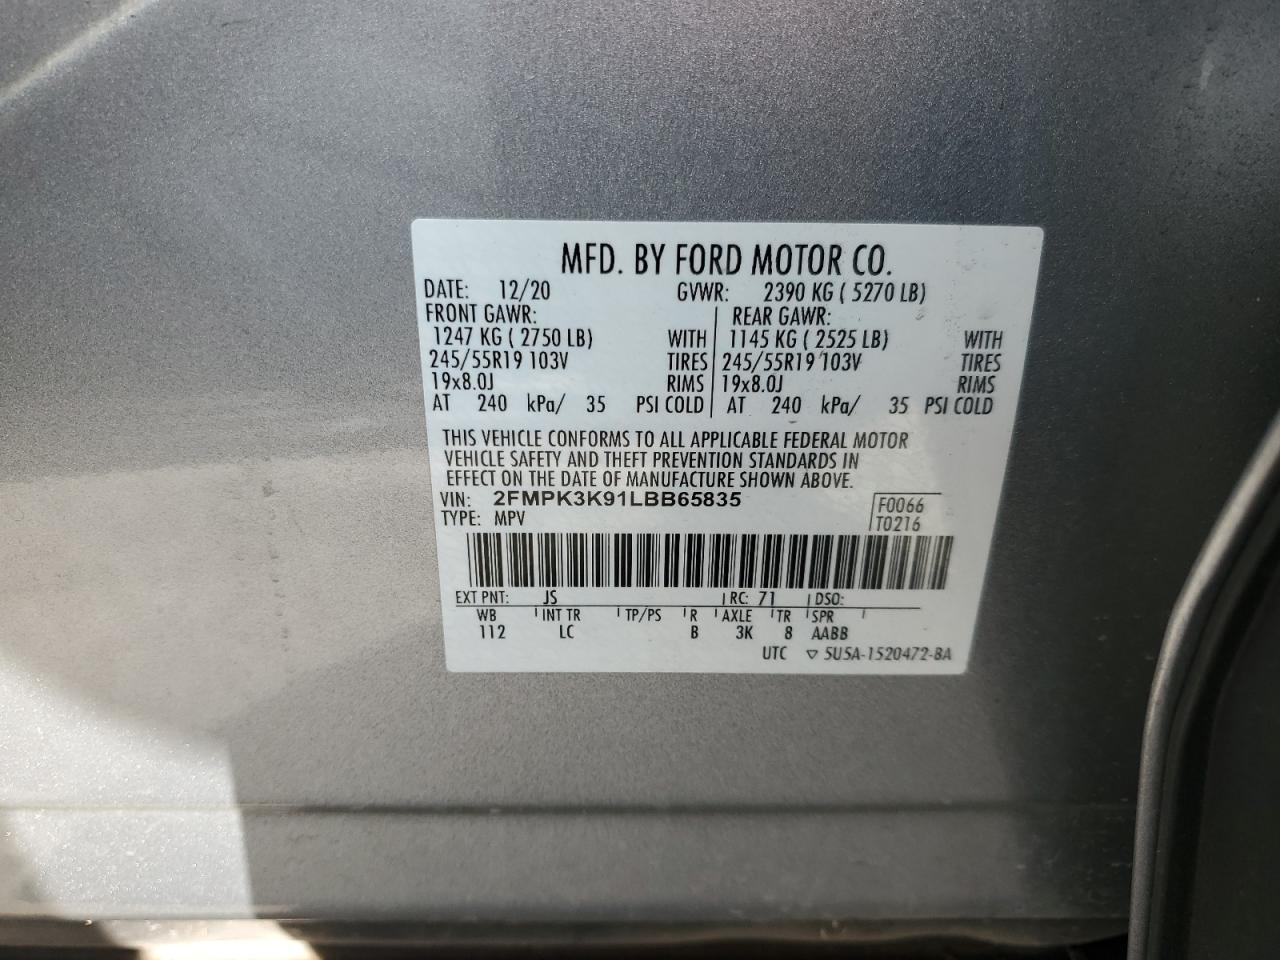 MFD. BY FORD MOTOR CO.
DATE: 12/20 GVWR: 2390 KG ( 5270 LB)
FRONT GAWR: REAR GAWR:
1247 KG ( 2750 LB) WITH 1145 KG ( 2525 LB) WITH
245/55R19 103V TIRES 245/55R19 103V TIRES
19x8.0J RIMS 19x8.0J RIMS
AT 240 kPa/ 35 PSI COLD AT 240 kPa/ 35 PSI COLD
THIS VEHICLE CONFORMS TO ALL APPLICABLE FEDERAL MOTOR
VEHICLE SAFETY AND THEFT PREVENTION STANDARDS IN
EFFECT ON THE DATE OF MANUFACTURE SHOWN ABOVE.
VIN: 2FMPK3K91LBB65835 F0066
TYPE: MPV T0216
EXT PNT: JS RC: 71 DSO:
WB INT TR TP/PS R AXLE TR SPR
112 LC B 3K 8 AABB
UTC ▽ 5U5A-1520472-BA